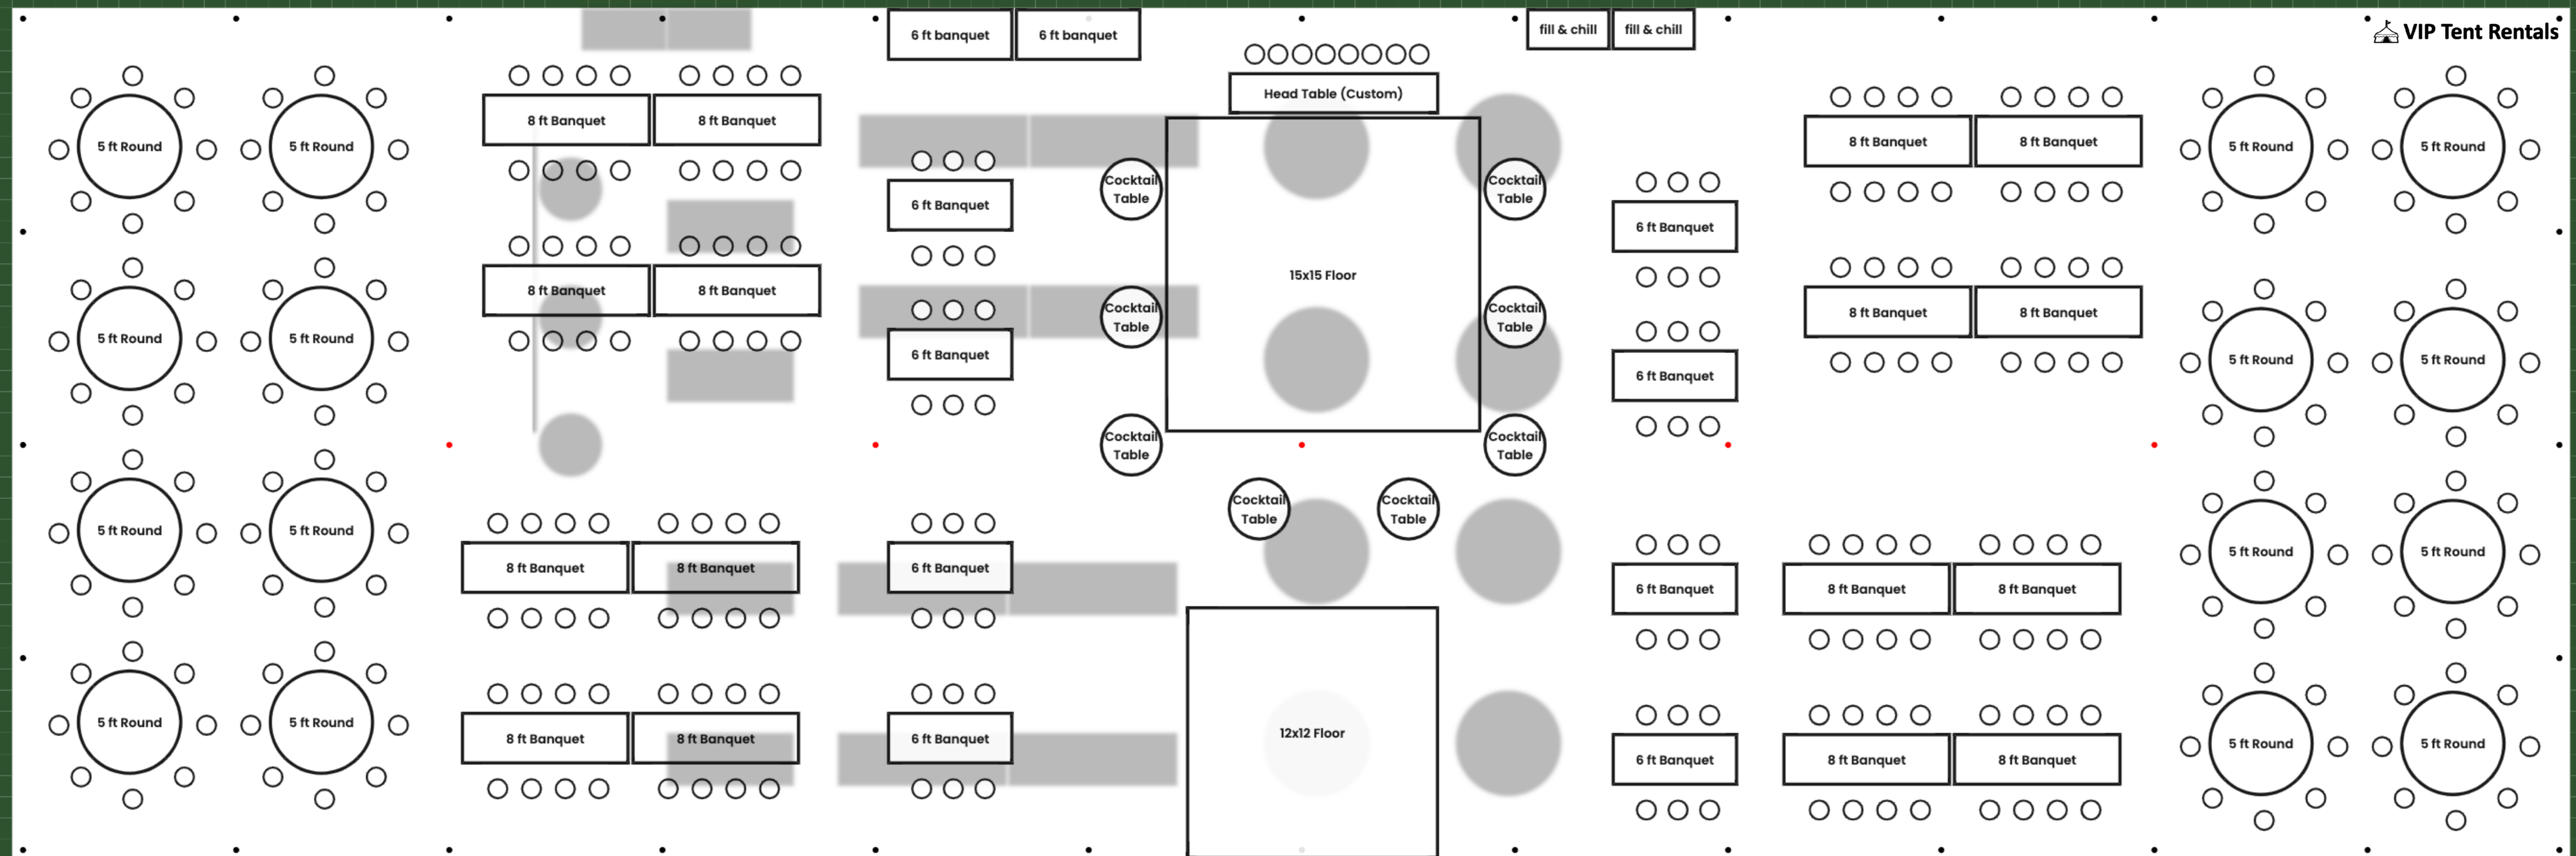 6 ft banquet
6 ft banquet
fill & chill
fill & chill
VIP Tent Rentals
Head Table (Custom)
8 ft Banquet
8 ft Banquet
8 ft Banquet
8 ft Banquet
5 ft Round
5 ft Round
5 ft Round
5 ft Round
Cocktail
Table
Cocktail
Table
6 ft Banquet
6 ft Banquet
15x15 Floor
8 ft Banquet
8 ft Banquet
8 ft Banquet
8 ft Banquet
Cocktail
Table
Cocktail
Table
5 ft Round
5 ft Round
6 ft Banquet
6 ft Banquet
5 ft Round
5 ft Round
Cocktail
Table
Cocktail
Table
Cocktail
Table
Cocktail
Table
5 ft Round
5 ft Round
8 ft Banquet
8 ft Banquet
6 ft Banquet
6 ft Banquet
8 ft Banquet
8 ft Banquet
5 ft Round
5 ft Round
5 ft Round
5 ft Round
8 ft Banquet
8 ft Banquet
6 ft Banquet
12x12 Floor
6 ft Banquet
8 ft Banquet
8 ft Banquet
5 ft Round
5 ft Round